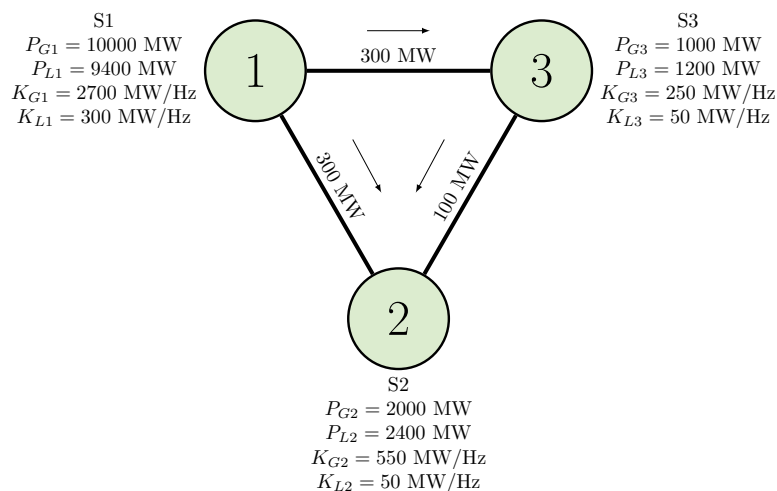 S1
P_{G1} = 10000 MW
P_{L1} = 9400 MW
K_{G1} = 2700 MW/Hz
K_{L1} = 300 MW/Hz
1
300 MW
3
S3
P_{G3} = 1000 MW
P_{L3} = 1200 MW
K_{G3} = 250 MW/Hz
K_{L3} = 50 MW/Hz
300 MW
100 MW
2
S2
P_{G2} = 2000 MW
P_{L2} = 2400 MW
K_{G2} = 550 MW/Hz
K_{L2} = 50 MW/Hz